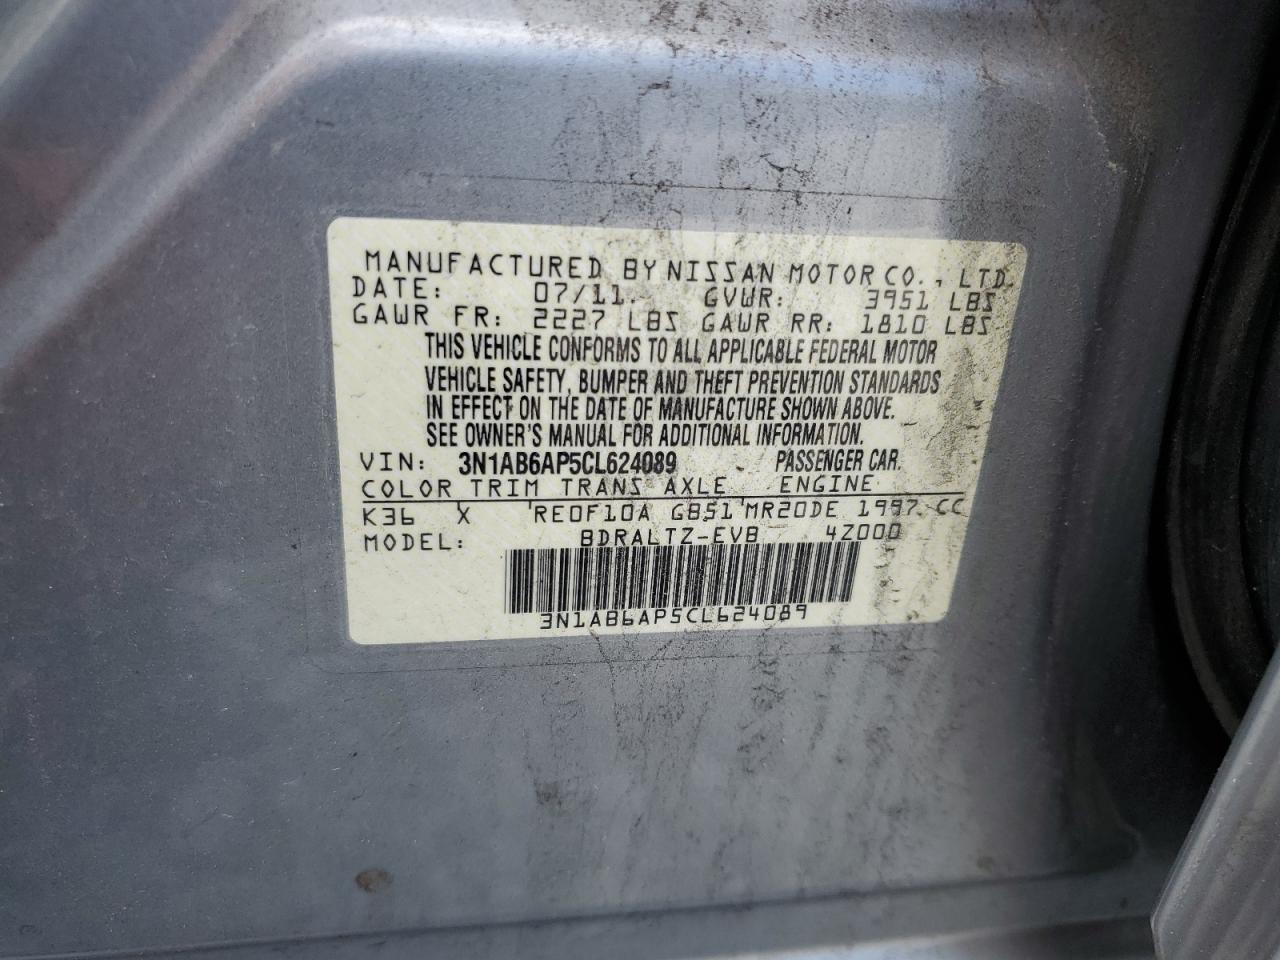 MANUFACTURED BY NISSAN MOTOR CO., LTD.
DATE: 07/11. GVWR: 3951 LBS
GAWR FR: 2227 LBS GAWR RR: 1810 LBS
THIS VEHICLE CONFORMS TO ALL APPLICABLE FEDERAL MOTOR
VEHICLE SAFETY, BUMPER AND THEFT PREVENTION STANDARDS
IN EFFECT ON THE DATE OF MANUFACTURE SHOWN ABOVE.
SEE OWNER'S MANUAL FOR ADDITIONAL INFORMATION.
VIN: 3N1AB6AP5CL624089 PASSENGER CAR.
COLOR TRIM TRANS AXLE ENGINE
K36 X RE0F10A GB51 MR20DE 1997 CC
MODEL: BDRALTZ-EVB 4Z000
3N1AB6AP5CL624089